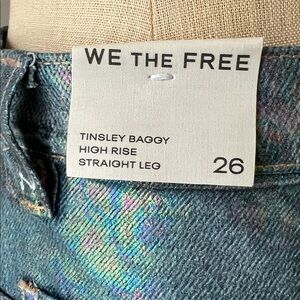 WE THE FREE
TINSLEY BAGGY
HIGH RISE
STRAIGHT LEG 26